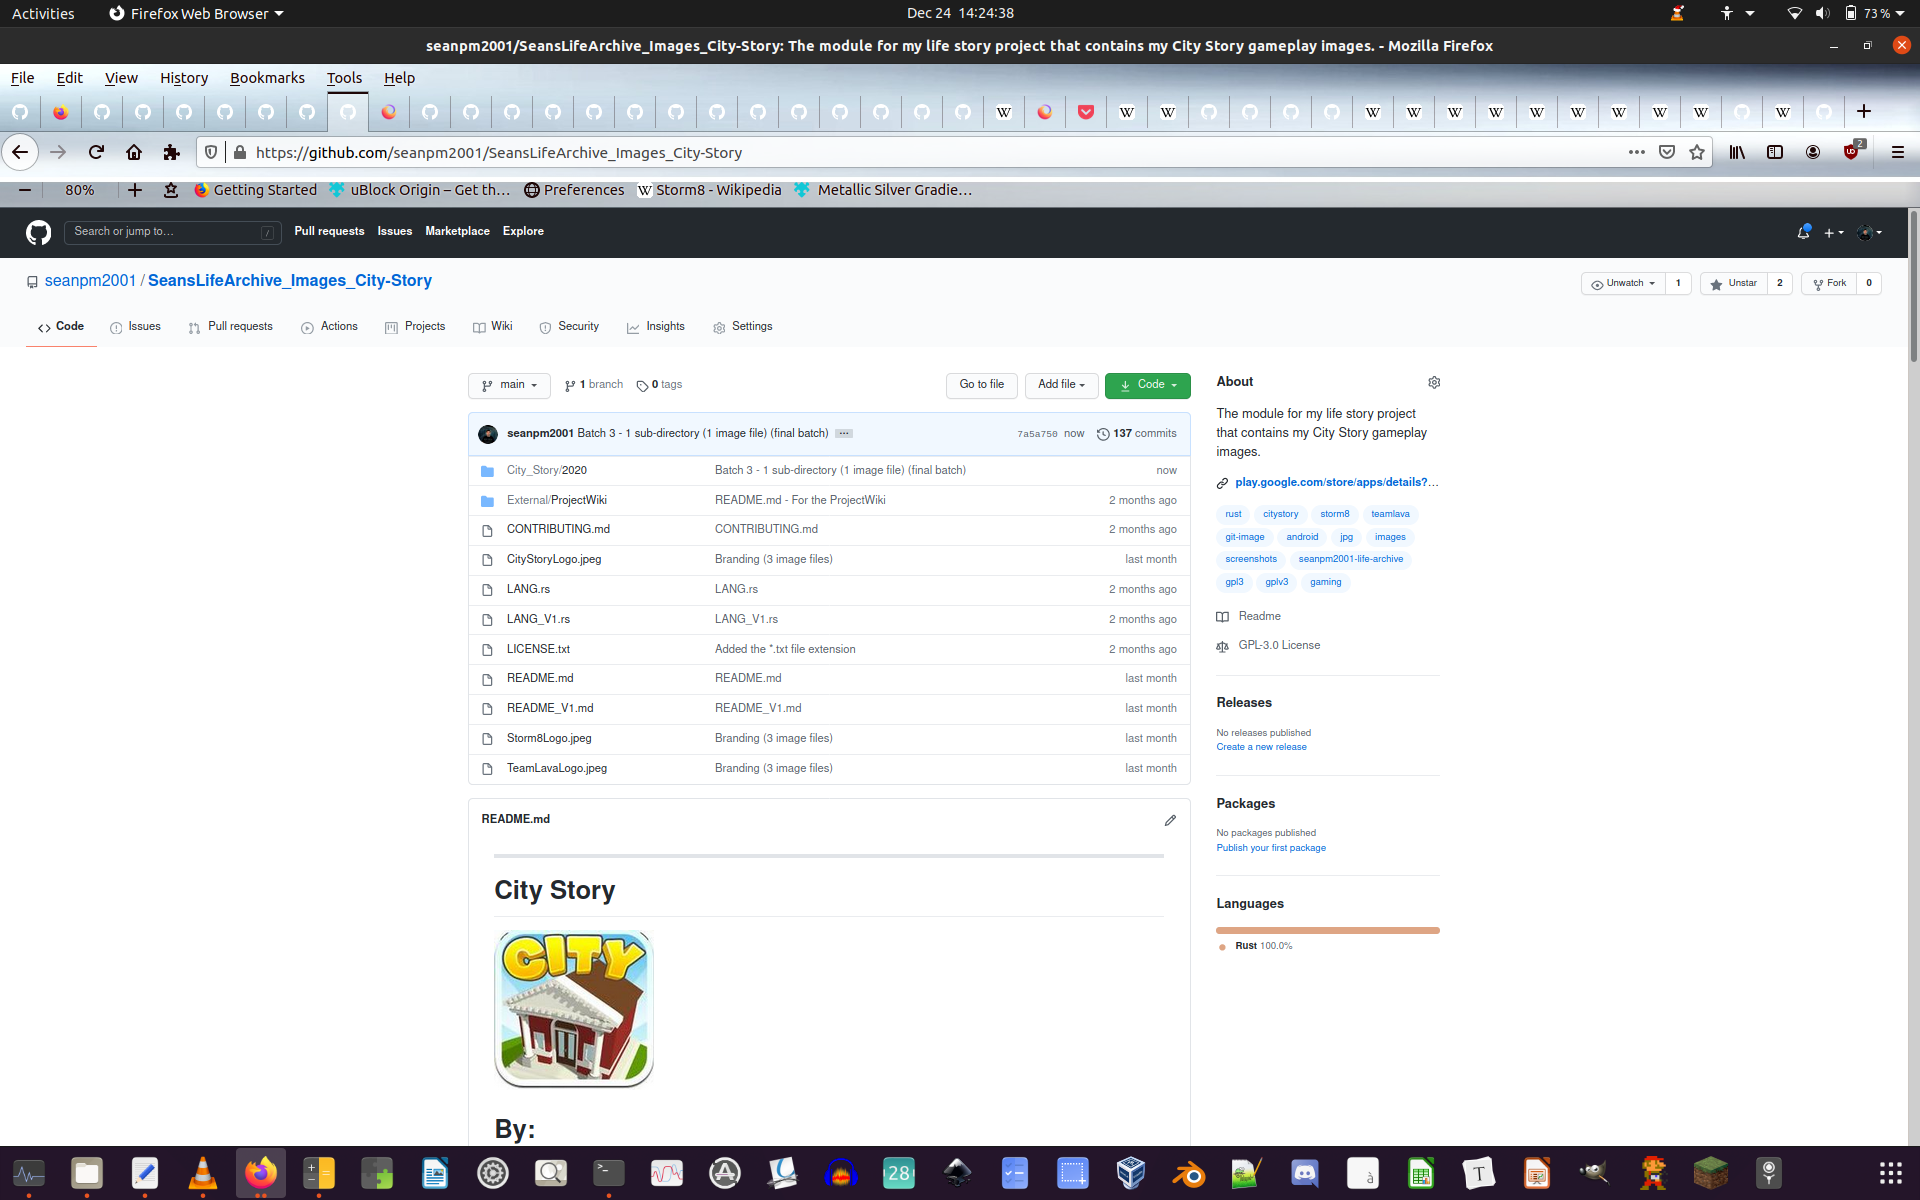 Activities Firefox Web Browser Dec 24 14:24:38 73 %
seanpm2001/SeansLifeArchive_Images_City-Story: The module for my life story project that contains my City Story gameplay images. - Mozilla Firefox
File Edit View History Bookmarks Tools Help
https://github.com/seanpm2001/SeansLifeArchive_Images_City-Story 2
80% Getting Started uBlock Origin – Get th… Preferences Storm8 - Wikipedia Metallic Silver Gradie…
Search or jump to… / Pull requests Issues Marketplace Explore
seanpm2001 / SeansLifeArchive_Images_City-Story Unwatch 1 Unstar 2 Fork 0
Code Issues Pull requests Actions Projects Wiki Security Insights Settings
main 1 branch 0 tags Go to file Add file Code
seanpm2001 Batch 3 - 1 sub-directory (1 image file) (final batch) 7a5a750 now 137 commits
City_Story/2020 Batch 3 - 1 sub-directory (1 image file) (final batch) now
External/ProjectWiki README.md - For the ProjectWiki 2 months ago
CONTRIBUTING.md CONTRIBUTING.md 2 months ago
CityStoryLogo.jpeg Branding (3 image files) last month
LANG.rs LANG.rs 2 months ago
LANG_V1.rs LANG_V1.rs 2 months ago
LICENSE.txt Added the *.txt file extension 2 months ago
README.md README.md last month
README_V1.md README_V1.md last month
Storm8Logo.jpeg Branding (3 image files) last month
TeamLavaLogo.jpeg Branding (3 image files) last month
README.md
City Story
CITY
By:
About
The module for my life story project
that contains my City Story gameplay
images.
play.google.com/store/apps/details?…
rust citystory storm8 teamlava
git-image android jpg images
screenshots seanpm2001-life-archive
gpl3 gplv3 gaming
Readme
GPL-3.0 License
Releases
No releases published
Create a new release
Packages
No packages published
Publish your first package
Languages
Rust 100.0%
28